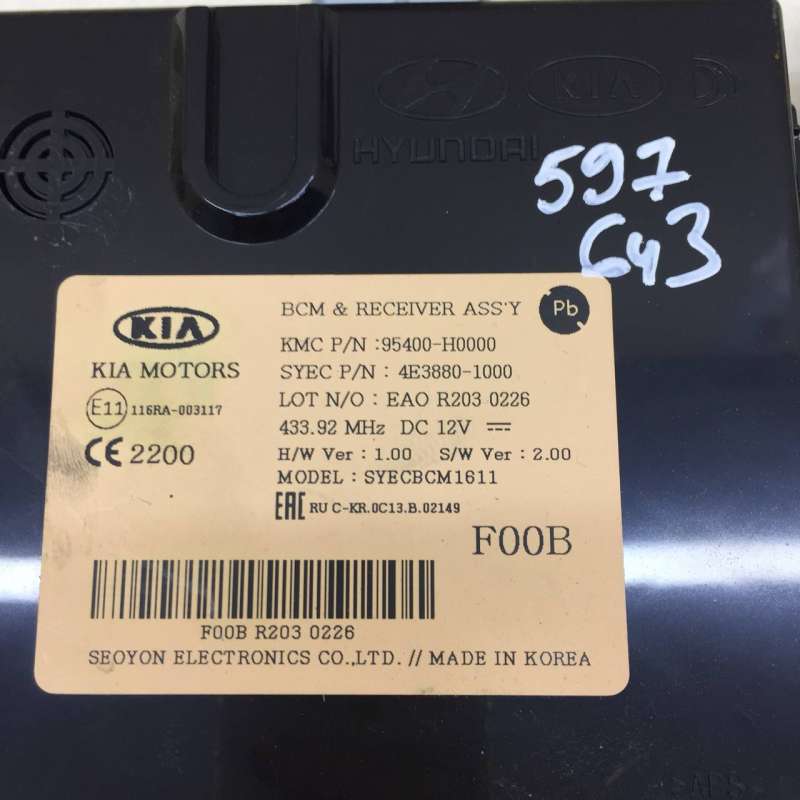 KIA
HYUNDAI
597
643
BCM & RECEIVER ASS'Y
Pb
KIA
KIA MOTORS
KMC P/N :95400-H0000
SYEC P/N : 4E3880-1000
LOT N/O : EAO R203 0226
E11 116RA-003117
433.92 MHz DC 12V
CE 2200
H/W Ver : 1.00 S/W Ver : 2.00
MODEL : SYECBCM1611
EAC RU C-KR.0C13.B.02149
F00B
F00B R203 0226
SEOYON ELECTRONICS CO.,LTD. // MADE IN KOREA
>ABS<